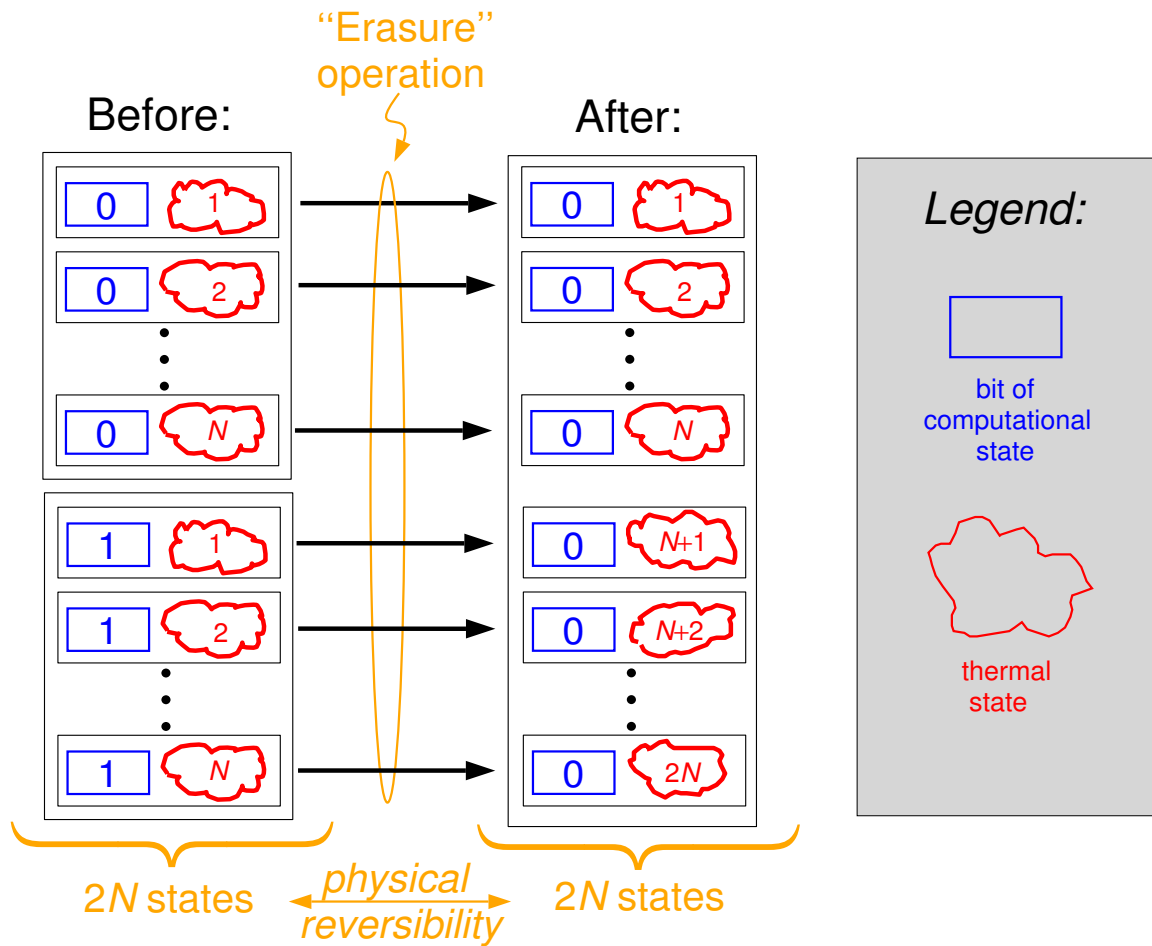 “Erasure”
operation
Before:
After:
0 1
0 2
0 N
1 1
1 2
1 N
0 1
0 2
0 N
0 N+1
0 N+2
0 2N
2N states
physical
reversibility
2N states
Legend:
bit of
computational
state
thermal
state